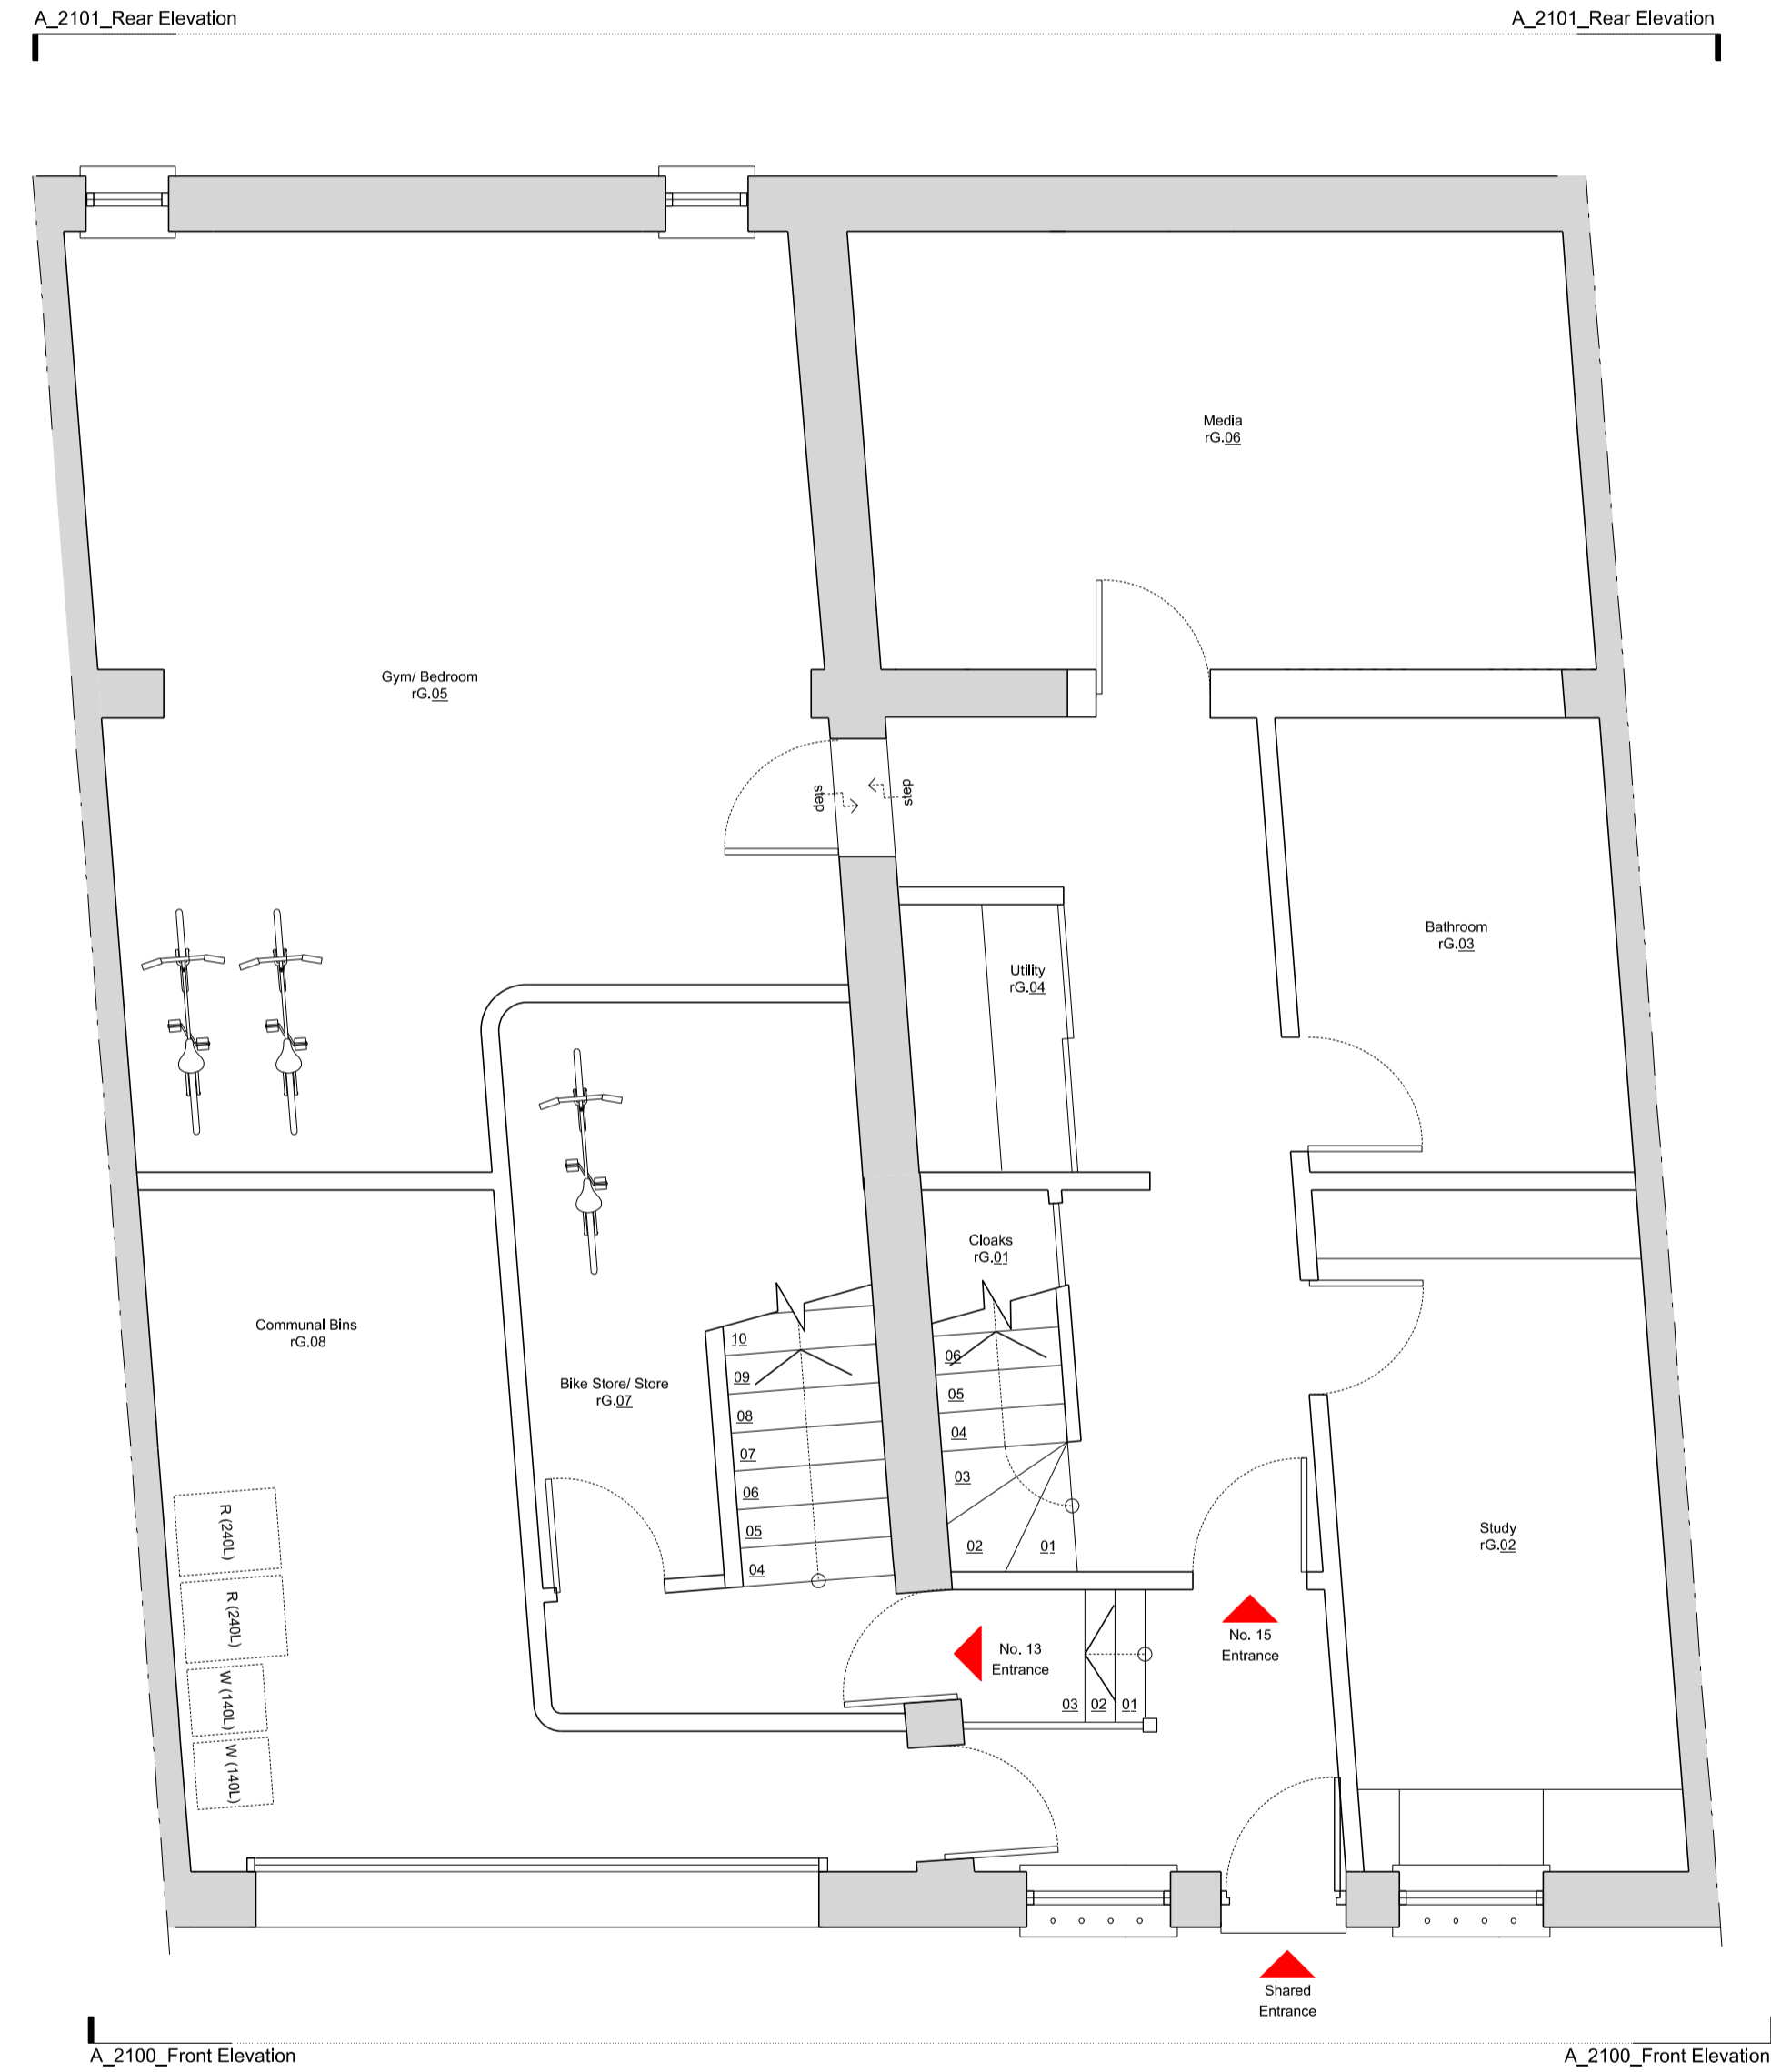 A_2101_Rear Elevation
A_2101_Rear Elevation
Media
rG.06
Gym/ Bedroom
rG.05
step
step
Bathroom
rG.03
Utility
rG.04
Cloaks
rG.01
Communal Bins
rG.08
Bike Store/ Store
rG.07
10
09
08
07
06
05
04
06
05
04
03
02
01
R (240L)
R (240L)
W (140L)
W (140L)
Study
rG.02
No. 13
Entrance
03
02
01
No. 15
Entrance
Shared
Entrance
A_2100_Front Elevation
A_2100_Front Elevation